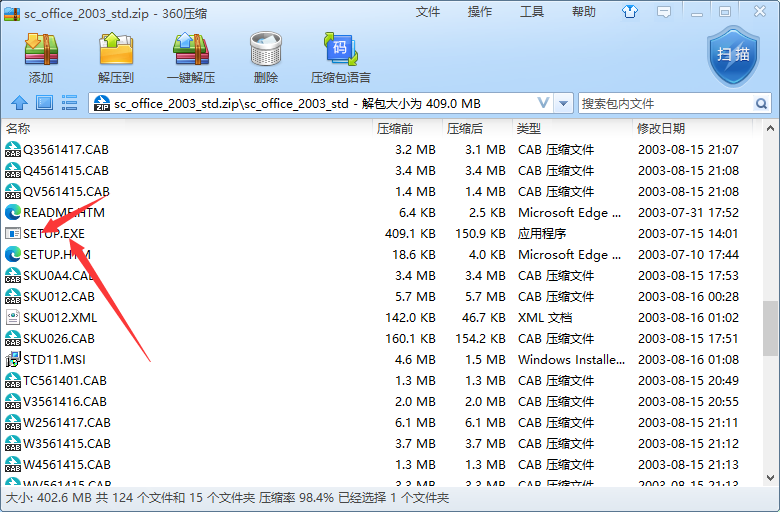 sc_office_2003_std.zip - 360压缩 文件 操作 工具 帮助
添加 解压到 一键解压 删除 压缩包语言 扫描
码
ZIP sc_office_2003_std.zip\sc_office_2003_std - 解包大小为 409.0 MB 搜索包内文件
名称 压缩前 压缩后 类型 修改日期
CAB Q3561417.CAB 3.2 MB 3.1 MB CAB 压缩文件 2003-08-15 21:07
CAB Q4561415.CAB 3.4 MB 3.4 MB CAB 压缩文件 2003-08-15 21:08
CAB QV561415.CAB 1.4 MB 1.4 MB CAB 压缩文件 2003-08-15 21:08
README.HTM 6.4 KB 2.5 KB Microsoft Edge ... 2003-07-31 17:52
SETUP.EXE 409.1 KB 150.9 KB 应用程序 2003-07-15 14:01
SETUP.HTM 18.6 KB 4.0 KB Microsoft Edge ... 2003-07-10 17:44
CAB SKU0A4.CAB 3.4 MB 3.4 MB CAB 压缩文件 2003-08-15 17:53
CAB SKU012.CAB 5.7 MB 5.7 MB CAB 压缩文件 2003-08-16 00:28
SKU012.XML 142.0 KB 46.7 KB XML 文档 2003-08-16 01:02
CAB SKU026.CAB 160.1 KB 154.2 KB CAB 压缩文件 2003-08-15 17:51
STD11.MSI 4.6 MB 1.5 MB Windows Installe... 2003-08-16 01:08
CAB TC561401.CAB 1.3 MB 1.3 MB CAB 压缩文件 2003-08-15 20:49
CAB V3561416.CAB 2.0 MB 2.0 MB CAB 压缩文件 2003-08-15 20:55
CAB W2561417.CAB 6.1 MB 6.1 MB CAB 压缩文件 2003-08-15 21:11
CAB W3561415.CAB 3.7 MB 3.7 MB CAB 压缩文件 2003-08-15 21:12
CAB W4561415.CAB 1.3 MB 1.3 MB CAB 压缩文件 2003-08-15 21:13
CAB WV561415.CAB 3.3 MB 3.3 MB CAB 压缩文件 2003-08-15 21:13
大小: 402.6 MB 共 124 个文件和 15 个文件夹 压缩率 98.4% 已经选择 1 个文件夹